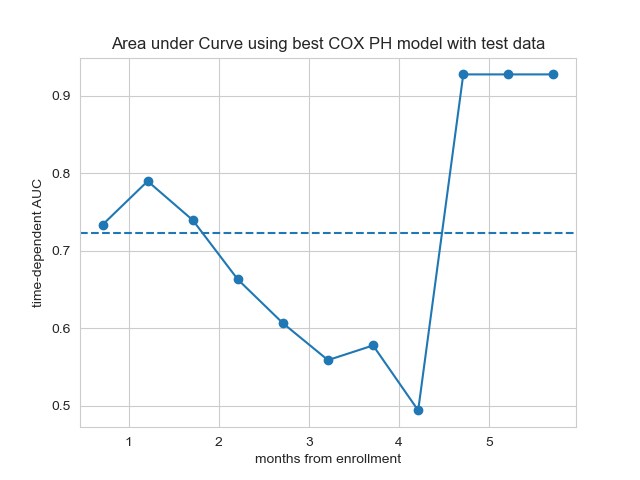 Area under Curve using best COX PH model with test data
time-dependent AUC
0.9
0.8
0.7
0.6
0.5
1 2 3 4 5
months from enrollment